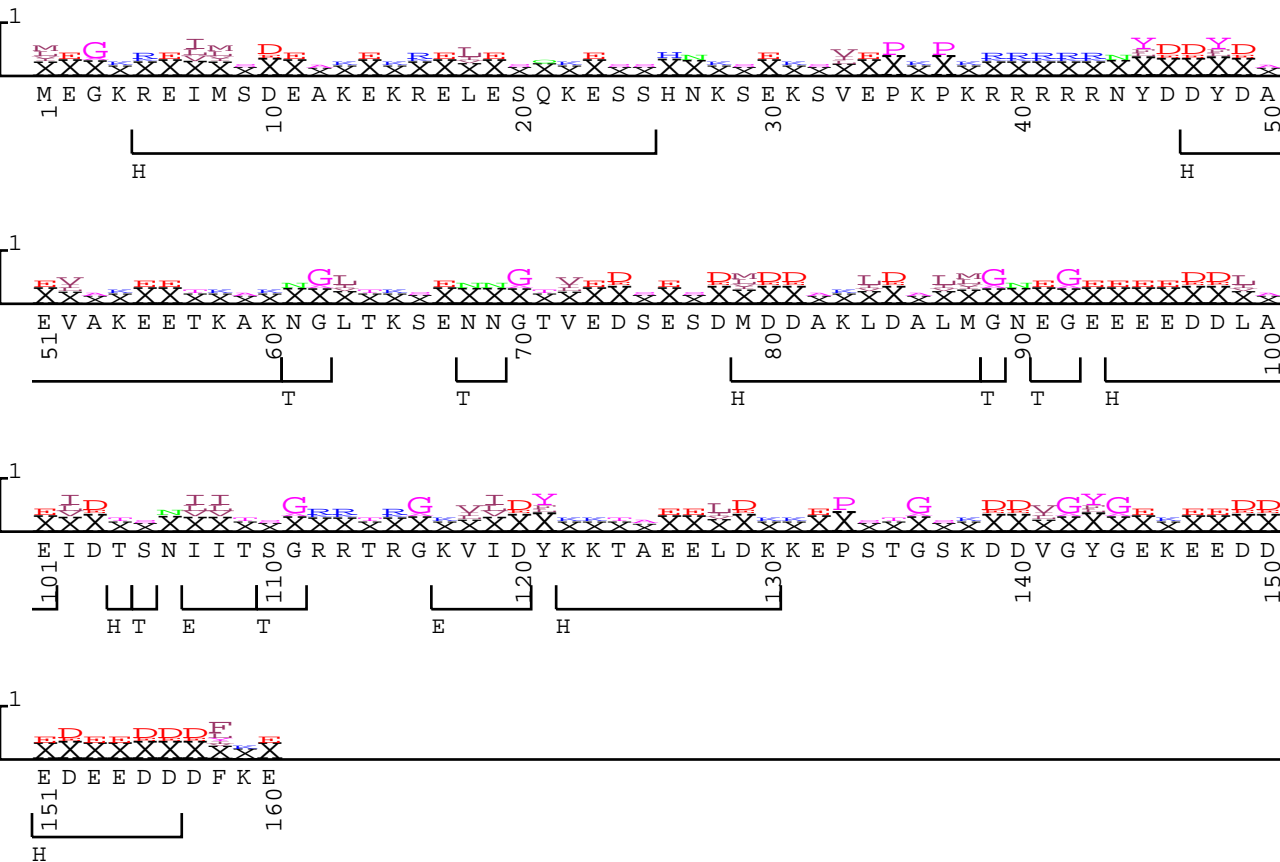 1
M E G K R E I M S D E A K E K R E L E S Q K E S S H N K S E K S V E P K P K R R R R R N Y D D Y D A
1 10 20 30 40 50
H H
1
E V A K E E T K A K N G L T K S E N N G T V E D S E S D M D D A K L D A L M G N E G E E E E D D L A
51 60 70 80 90 100
T T H T T H
1
E I D T S N I I T S G R R T R G K V I D Y K K T A E E L D K K E P S T G S K D D V G Y G E K E E D D
101 110 120 130 140 150
H T E T E H
1
E D E E D D D F K E
151 160
H